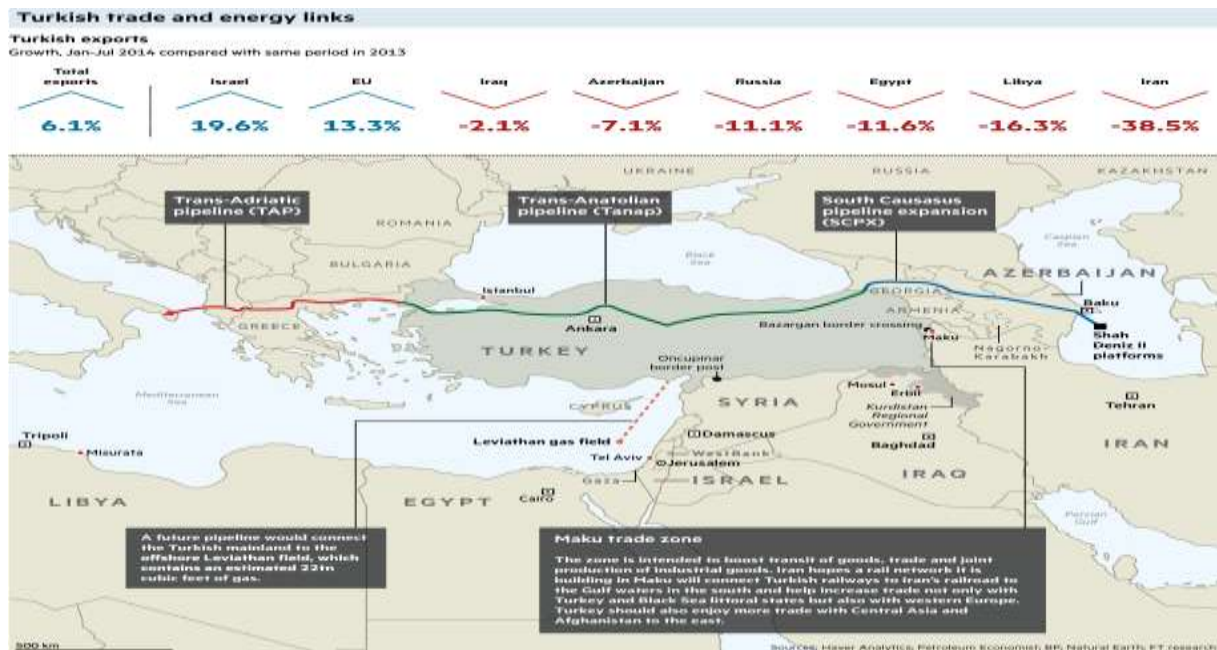 Turkish trade and energy links
Turkish exports
Growth, Jan-Jul 2014 compared with same period in 2013
Total
exports
Israel
EU
Iraq
Azerbaijan
Russia
Egypt
Libya
Iran
6.1%
19.6%
13.3%
-2.1%
-7.1%
-11.1%
-11.6%
-16.3%
-38.5%
UKRAINE
RUSSIA
KAZAKHSTAN
Trans-Adriatic
pipeline (TAP)
Trans-Anatolian
pipeline (Tanap)
South Causasus
pipeline expansion
(SCPX)
ROMANIA
Black
Sea
Caspian
Sea
BULGARIA
AZERBAIJAN
Istanbul
GEORGIA
Baku
GREECE
Ankara
ARMENIA
Bazargan border crossing
Maku
Shah
Deniz ii
platforms
TURKEY
Nagorno-
Karabakh
Oncupinar
border post
Mosul
Erbil
Mediterranean
Sea
CYPRUS
SYRIA
Kurdistan
Regional
Government
Tehran
Tripoli
Misurata
Leviathan gas field
Damascus
Baghdad
IRAN
Tel Aviv
West Bank
Jerusalem
Gaza
ISRAEL
IRAQ
LIBYA
EGYPT
Cairo
Persian
Gulf
A future pipeline would connect
the Turkish mainland to the
offshore Leviathan field, which
contains an estimated 22tn
cubic feet of gas.
Maku trade zone
The zone is intended to boost transit of goods, trade and joint
production of industrial goods. Iran hopes a rail network it is
building in Maku will connect Turkish railways to Iran's railroad to
the Gulf waters in the south and help increase trade not only with
Turkey and Black Sea littoral states but also with western Europe.
Turkey should also enjoy more trade with Central Asia and
Afghanistan to the east.
500 km
Sources: Haver Analytics; Petroleum Economist; BP; Natural Earth; FT research